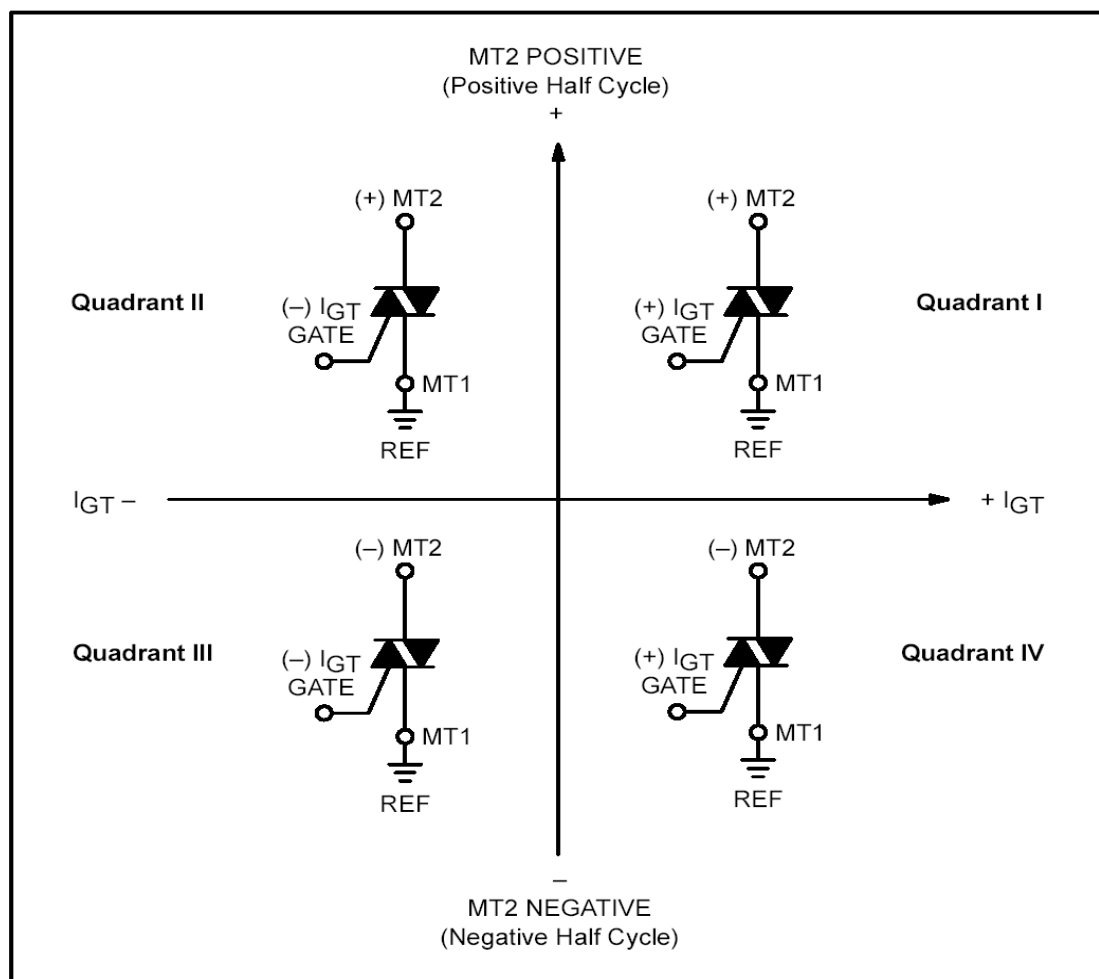 MT2 POSITIVE
(Positive Half Cycle)
+
(+) MT2
(+) MT2
Quadrant II
(–) IGT
GATE
(+) IGT
GATE
Quadrant I
MT1
MT1
REF
REF
IGT –
+ IGT
(–) MT2
(–) MT2
Quadrant III
(–) IGT
GATE
(+) IGT
GATE
Quadrant IV
MT1
MT1
REF
REF
–
MT2 NEGATIVE
(Negative Half Cycle)